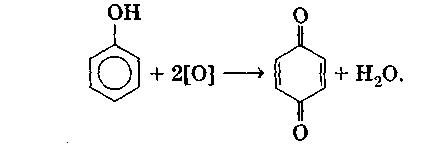 OH
O
+ 2[O] ⟶ + H₂O.
O